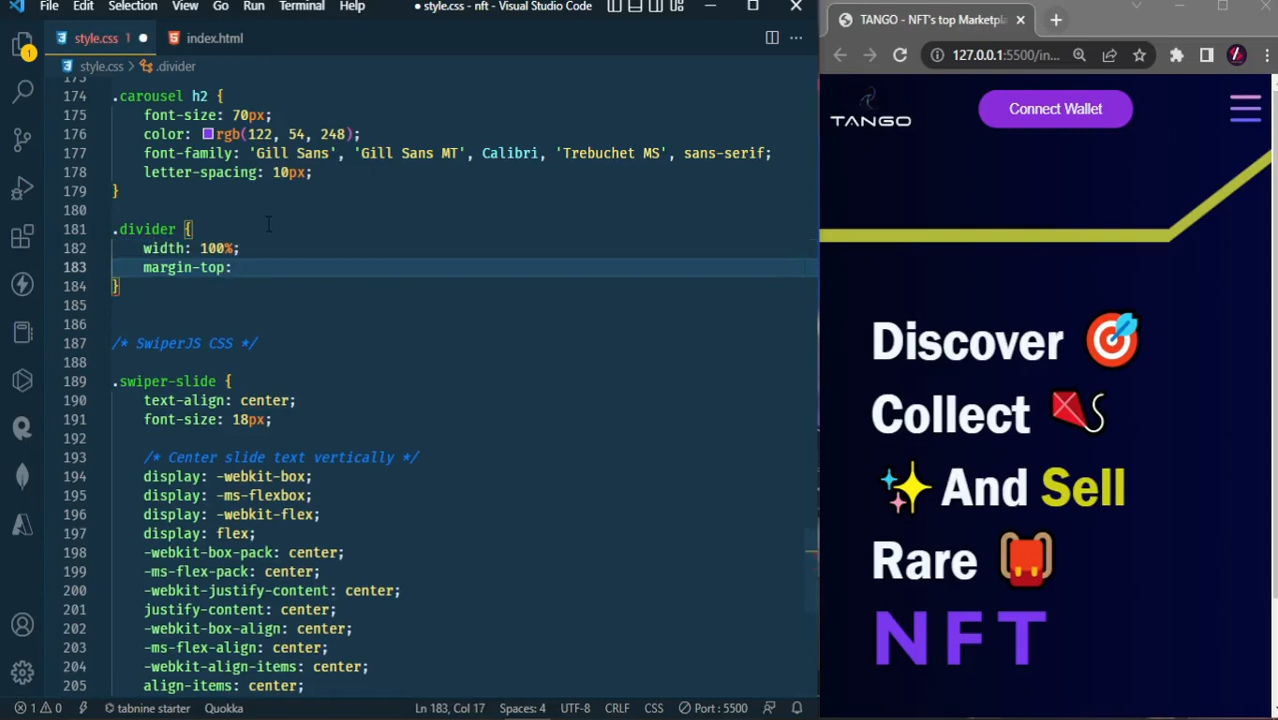 File Edit Selection View Go Run Terminal Help ● style.css - nft - Visual Studio Code
style.css 1 ● index.html
style.css > .divider
173
174 .carousel h2 {
175 font-size: 70px;
176 color: rgb(122, 54, 248);
177 font-family: 'Gill Sans', 'Gill Sans MT', Calibri, 'Trebuchet MS', sans-serif;
178 letter-spacing: 10px;
179 }
180
181 .divider {
182 width: 100%;
183 margin-top:
184 }
185
186
187 /* SwiperJS CSS */
188
189 .swiper-slide {
190 text-align: center;
191 font-size: 18px;
192
193 /* Center slide text vertically */
194 display: -webkit-box;
195 display: -ms-flexbox;
196 display: -webkit-flex;
197 display: flex;
198 -webkit-box-pack: center;
199 -ms-flex-pack: center;
200 -webkit-justify-content: center;
201 justify-content: center;
202 -webkit-box-align: center;
203 -ms-flex-align: center;
204 -webkit-align-items: center;
205 align-items: center;
1
1 0 tabnine starter Quokka Ln 183, Col 17 Spaces: 4 UTF-8 CRLF CSS Port : 5500
TANGO - NFT's top Marketpla
127.0.0.1:5500/in...
TANGO
Connect Wallet
Discover
Collect
And Sell
Rare
NFT